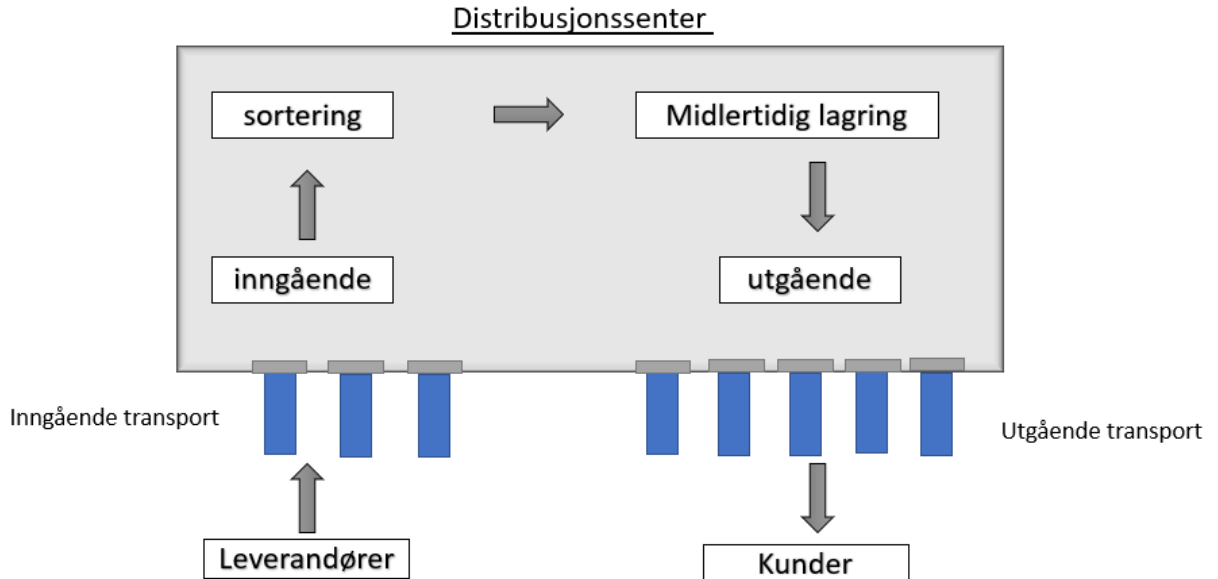 Distribusjonssenter
sortering
Midlertidig lagring
inngående
utgående
Inngående transport
Utgående transport
Leverandører
Kunder